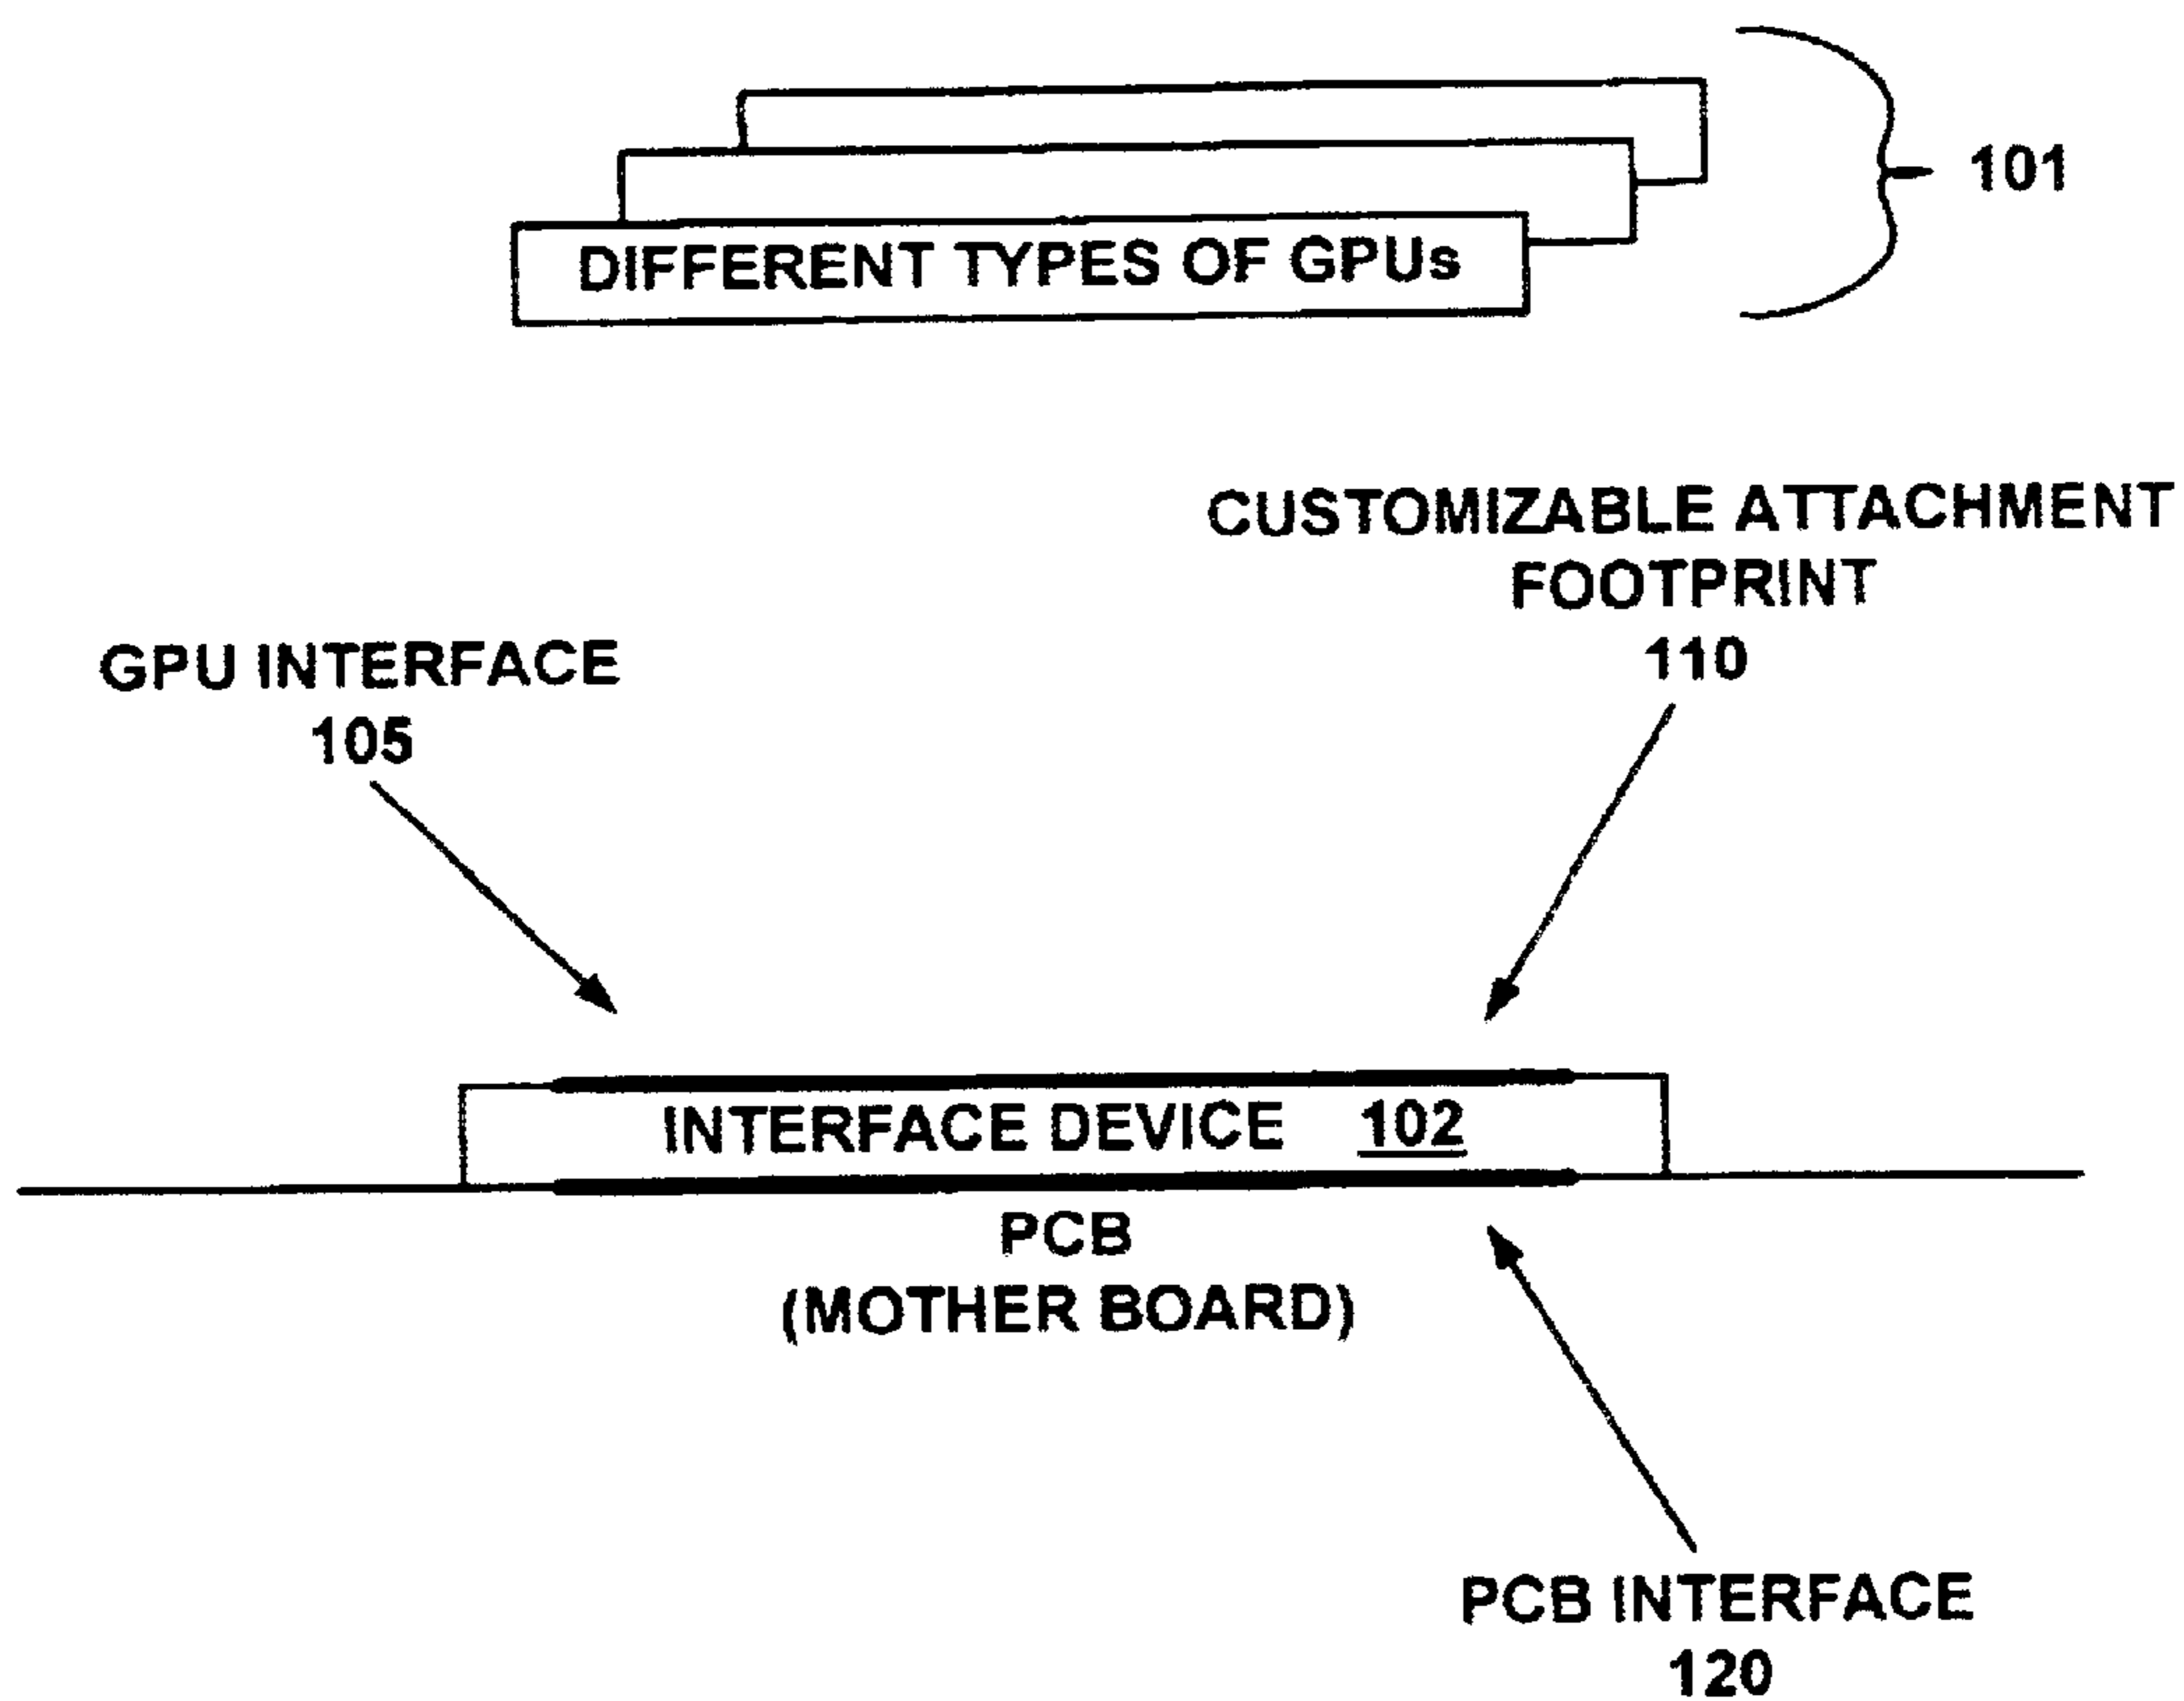 101
DIFFERENT TYPES OF GPUs
CUSTOMIZABLE ATTACHMENT
FOOTPRINT
110
GPU INTERFACE
105
INTERFACE DEVICE 102
PCB
(MOTHER BOARD)
PCB INTERFACE
120